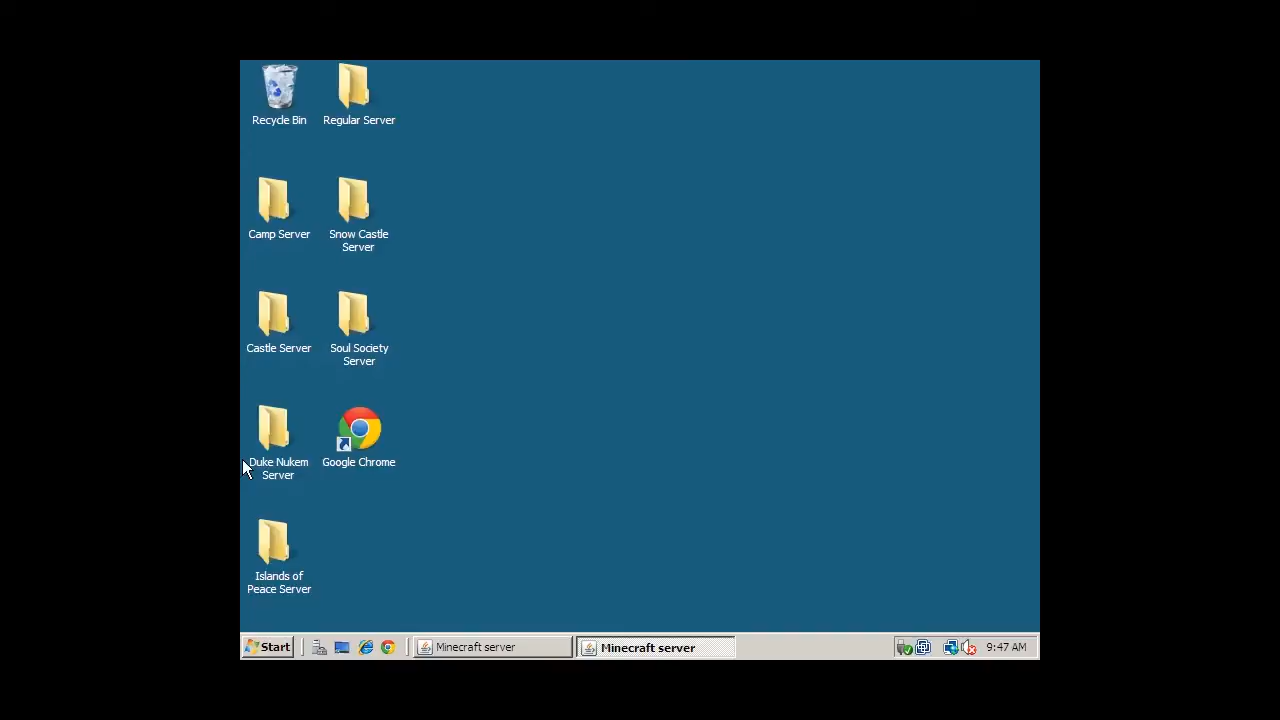 Recycle Bin
Regular Server
Camp Server
Snow Castle
Server
Castle Server
Soul Society
Server
Duke Nukem
Server
Google Chrome
Islands of
Peace Server
Start
Minecraft server
Minecraft server
9:47 AM